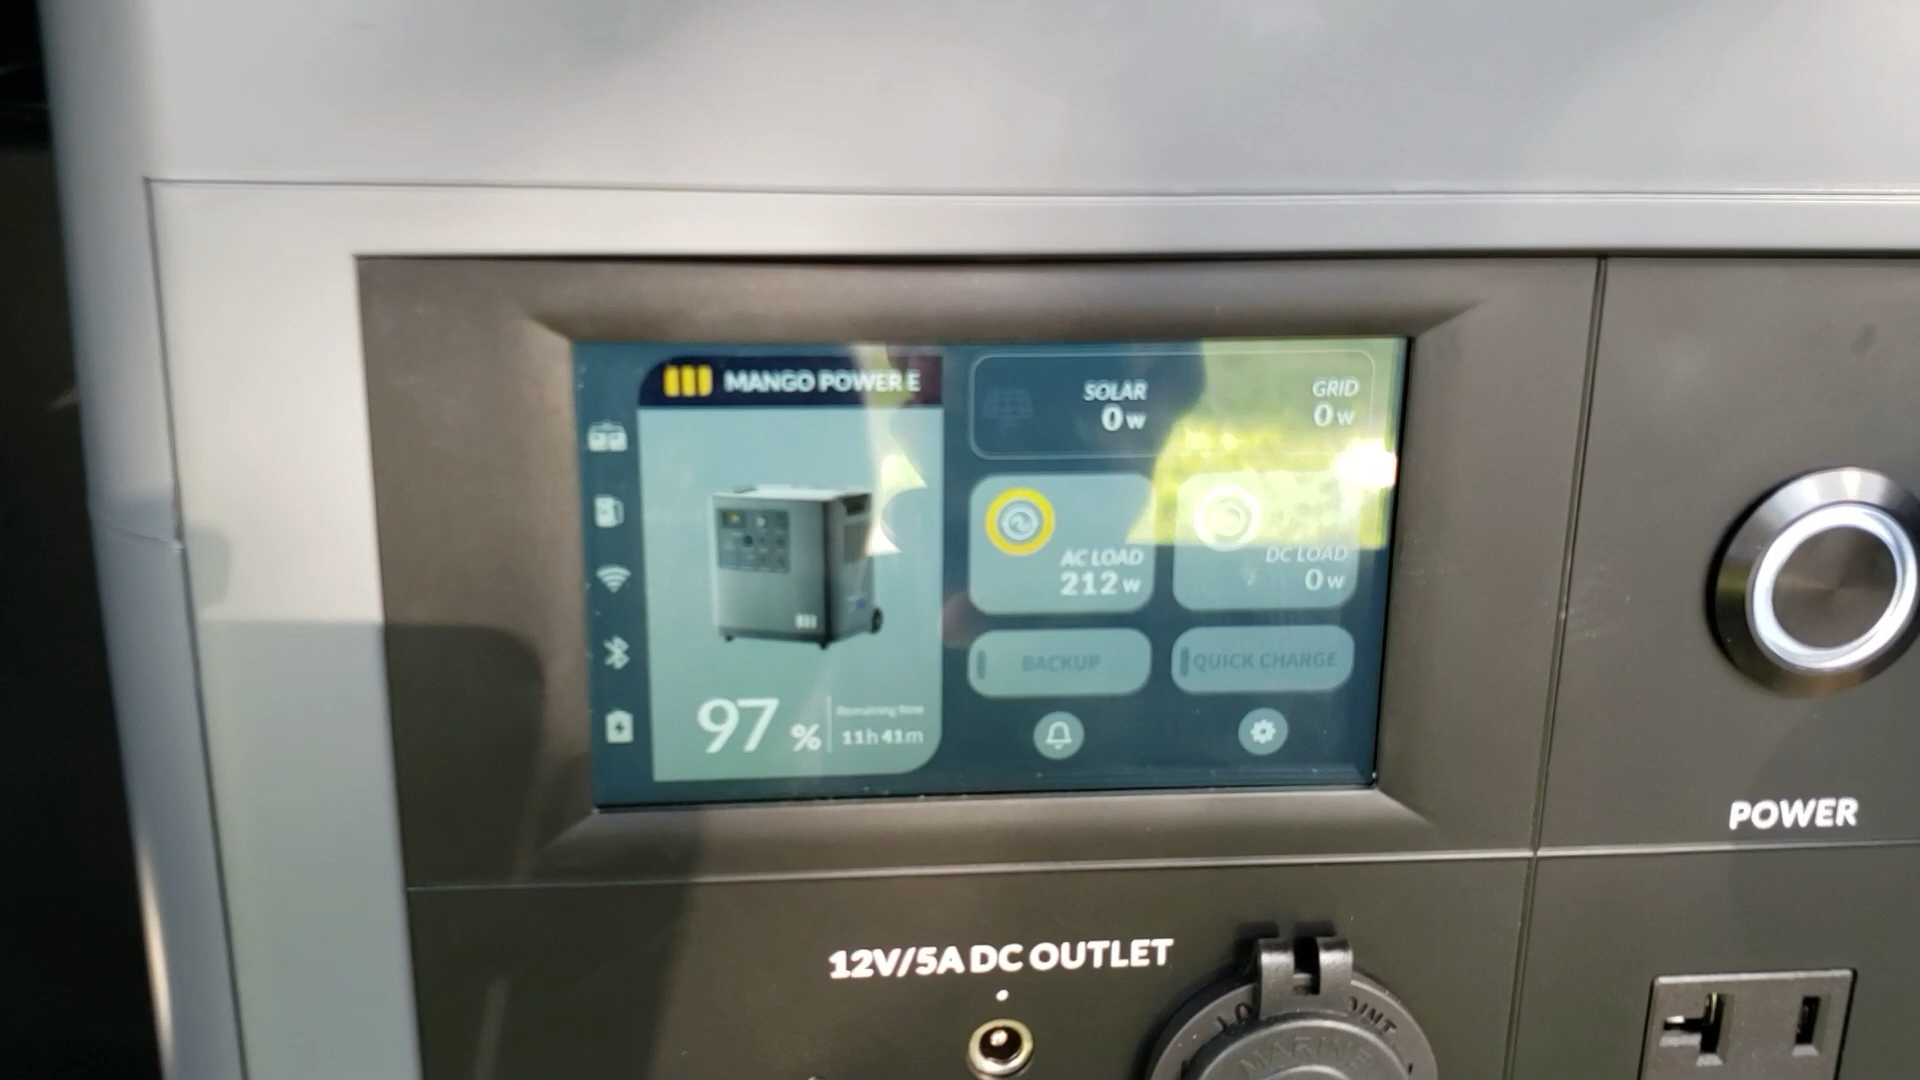 MANGO POWER E
SOLAR
0 w
GRID
0 w
AC LOAD
212 w
DC LOAD
0 w
BACKUP
QUICK CHARGE
97 %
Remaining time
11h 41m
POWER
12V/5A DC OUTLET
MARINE